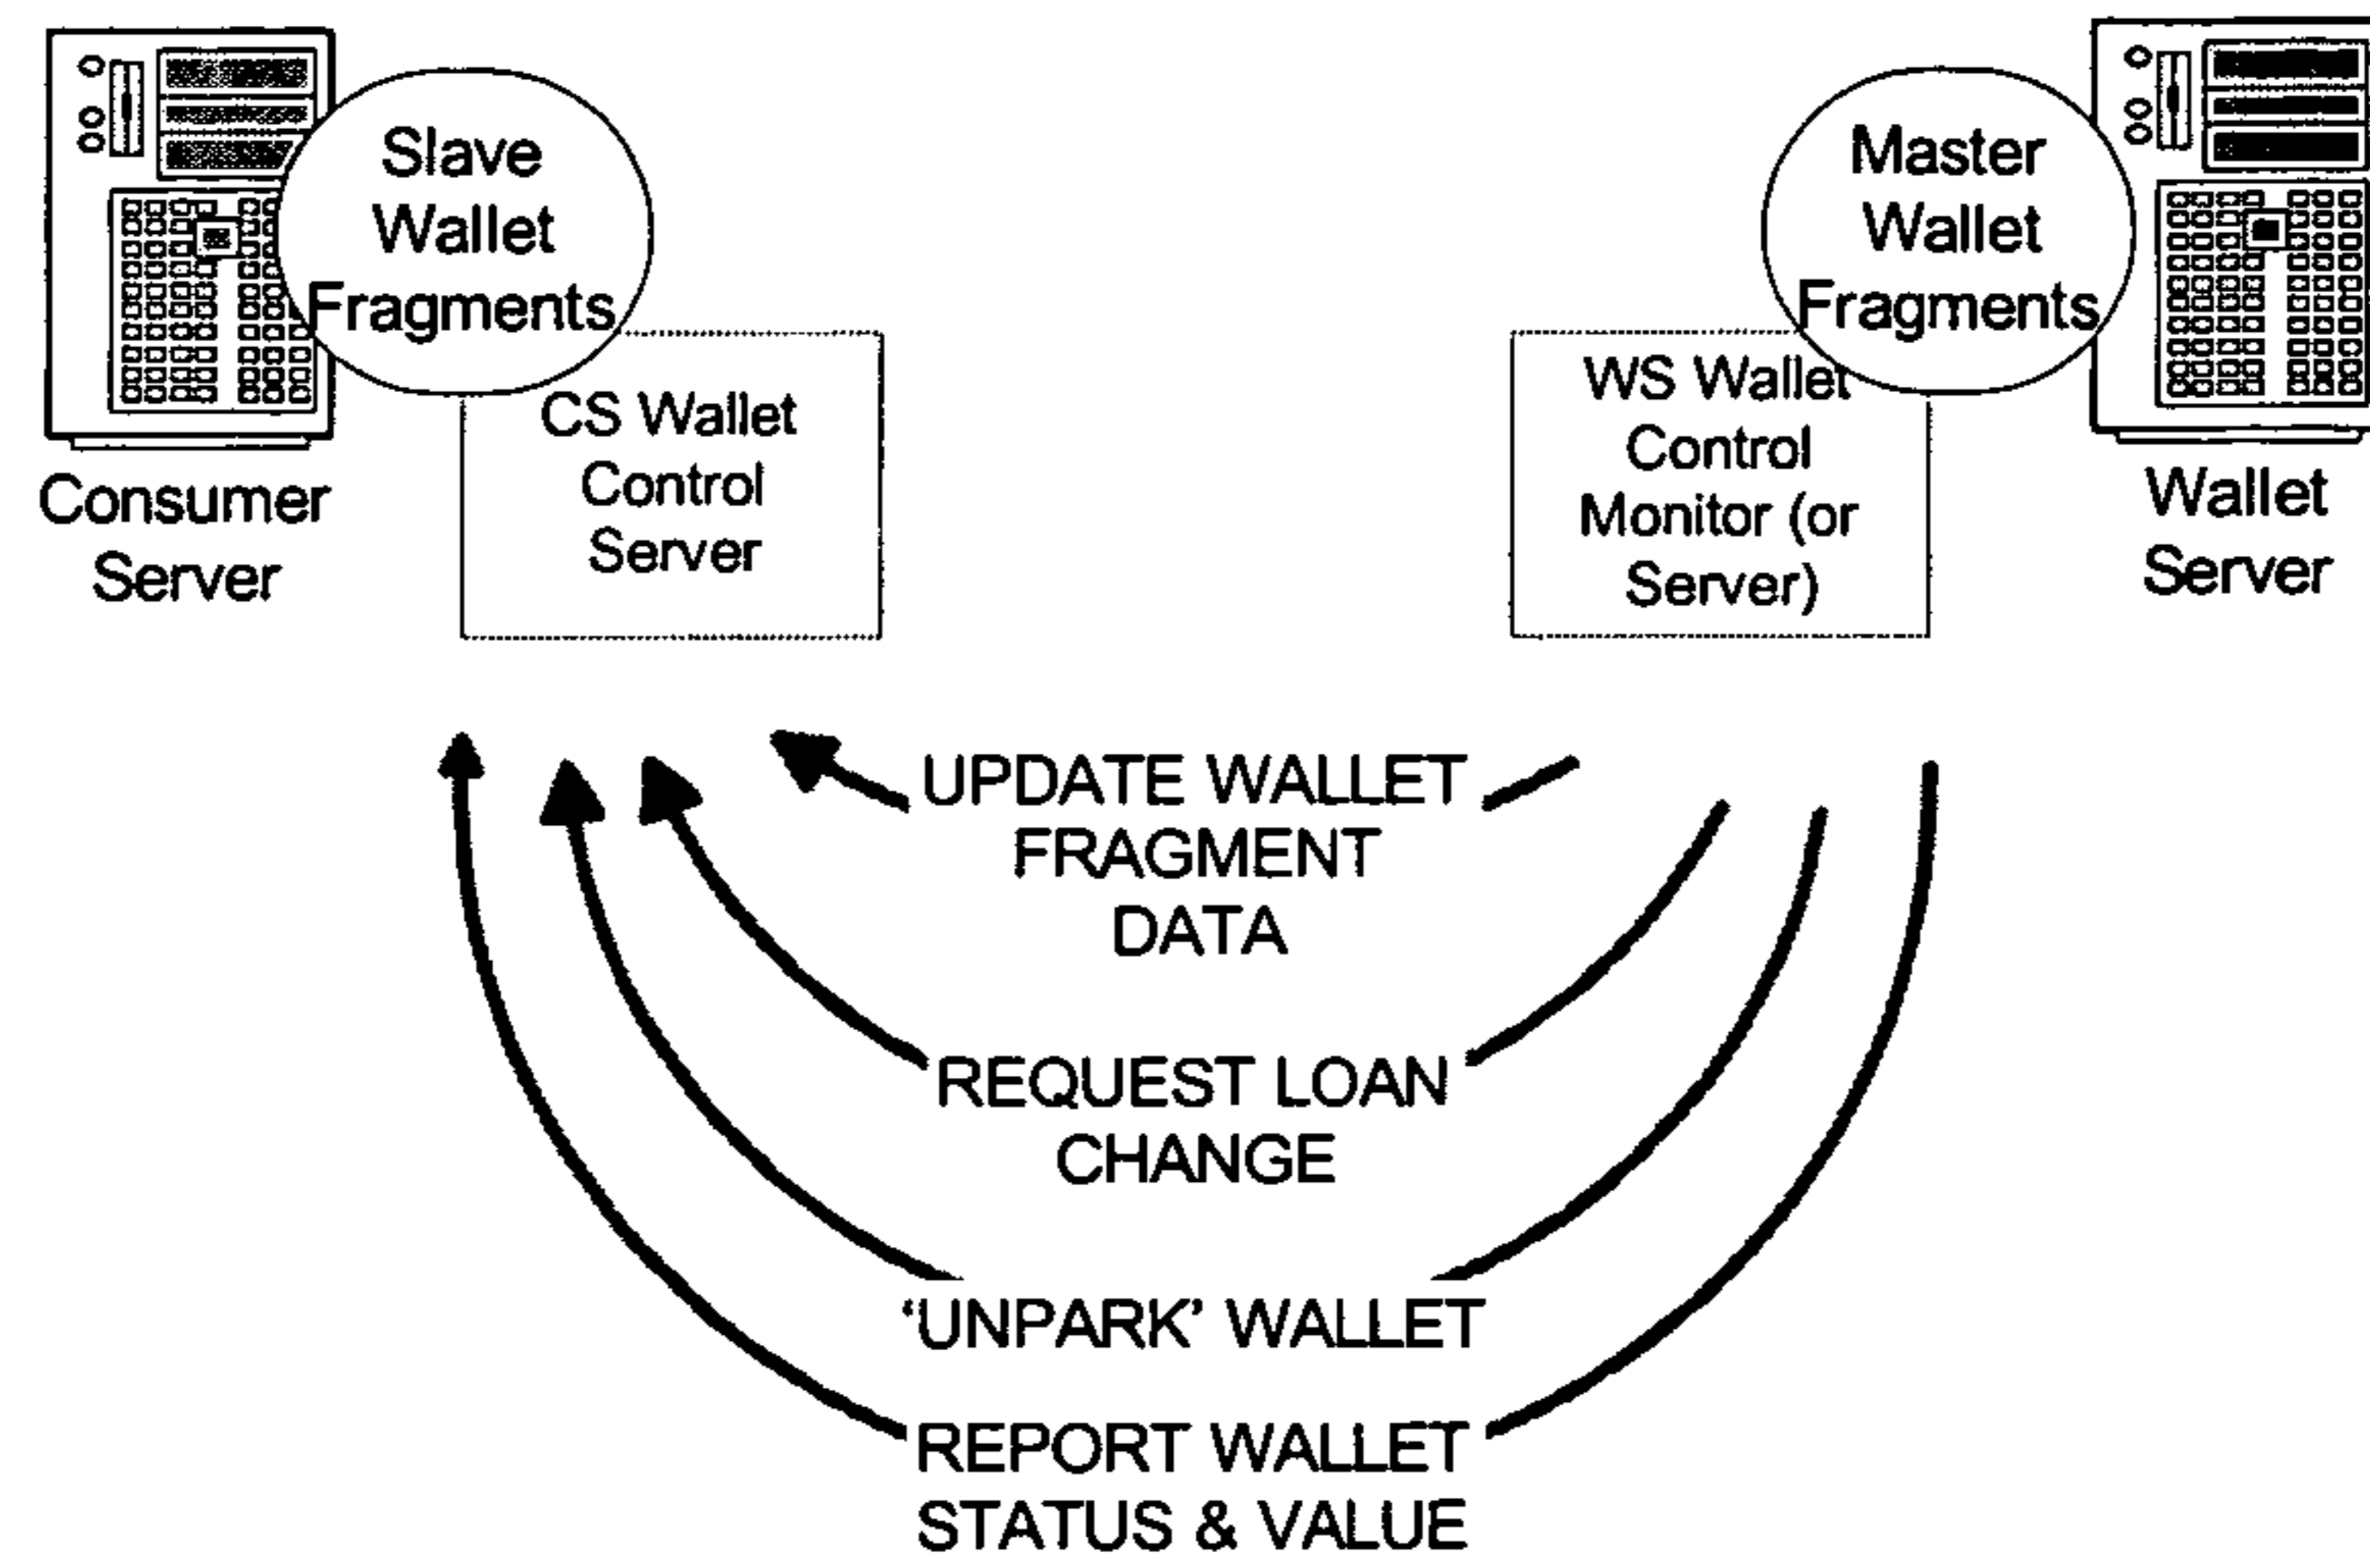 Slave
Wallet
Fragments
CS Wallet
Control
Server
Consumer
Server
Master
Wallet
Fragments
WS Wallet
Control
Monitor (or
Server)
Wallet
Server
UPDATE WALLET
FRAGMENT
DATA
REQUEST LOAN
CHANGE
‘UNPARK’ WALLET
REPORT WALLET
STATUS & VALUE